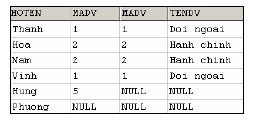 HOTEN MADV MADV TENDV
Thanh 1 1 Doi ngoai
Hoa 2 2 Hanh chinh
Nam 2 2 Hanh chinh
Vinh 1 1 Doi ngoai
Hung 5 NULL NULL
Phuong NULL NULL NULL